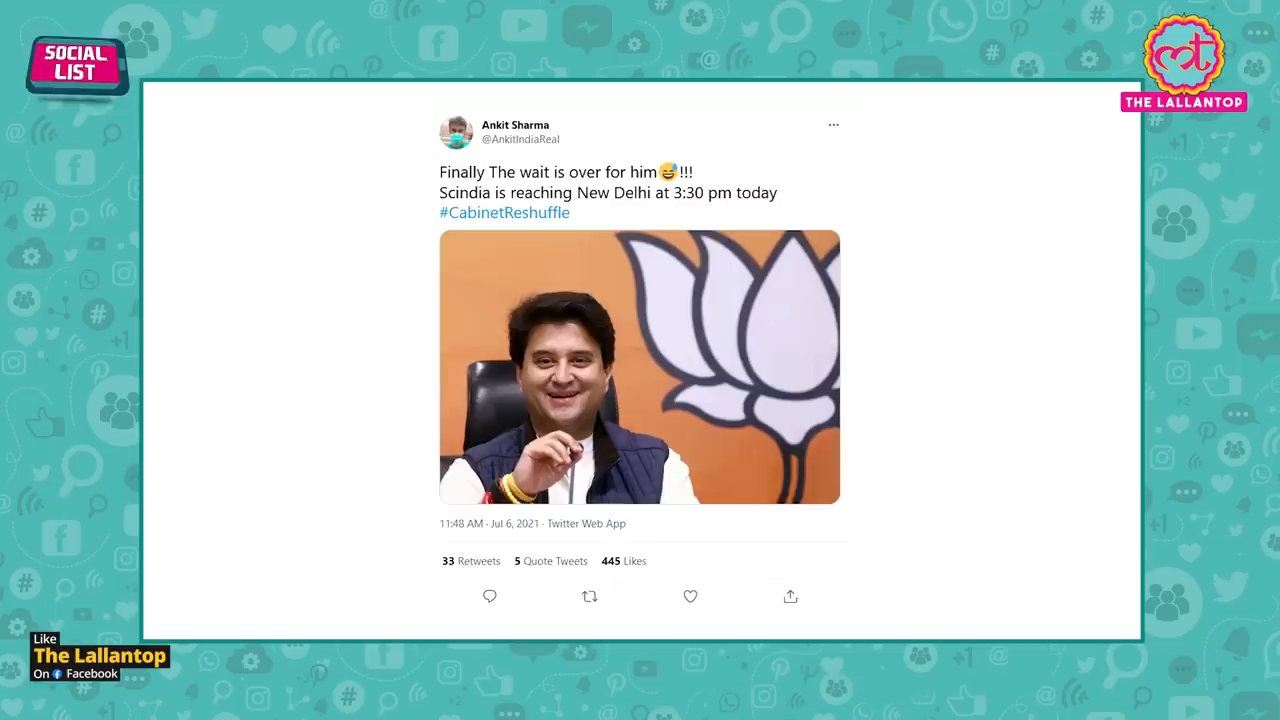 SOCIAL
LIST
THE LALLANTOP
Ankit Sharma
@AnkitIndiaReal
Finally The wait is over for him😅!!!
Scindia is reaching New Delhi at 3:30 pm today
#CabinetReshuffle
11:48 AM · Jul 6, 2021 · Twitter Web App
33 Retweets 5 Quote Tweets 445 Likes
Like
The Lallantop
On Facebook